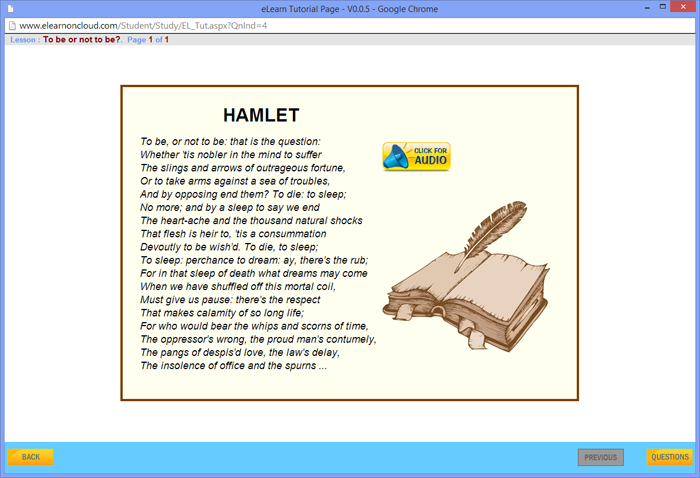 eLearn Tutorial Page - V0.0.5 - Google Chrome
www.elearnoncloud.com/Student/Study/EL_Tut.aspx?QnInd=4
Lesson : To be or not to be?. Page 1 of 1
HAMLET
To be, or not to be: that is the question:
Whether 'tis nobler in the mind to suffer
The slings and arrows of outrageous fortune,
Or to take arms against a sea of troubles,
And by opposing end them? To die: to sleep;
No more; and by a sleep to say we end
The heart-ache and the thousand natural shocks
That flesh is heir to, 'tis a consummation
Devoutly to be wish'd. To die, to sleep;
To sleep: perchance to dream: ay, there's the rub;
For in that sleep of death what dreams may come
When we have shuffled off this mortal coil,
Must give us pause: there's the respect
That makes calamity of so long life;
For who would bear the whips and scorns of time,
The oppressor's wrong, the proud man's contumely,
The pangs of despis'd love, the law's delay,
The insolence of office and the spurns ...
CLICK FOR
AUDIO
BACK
PREVIOUS
QUESTIONS